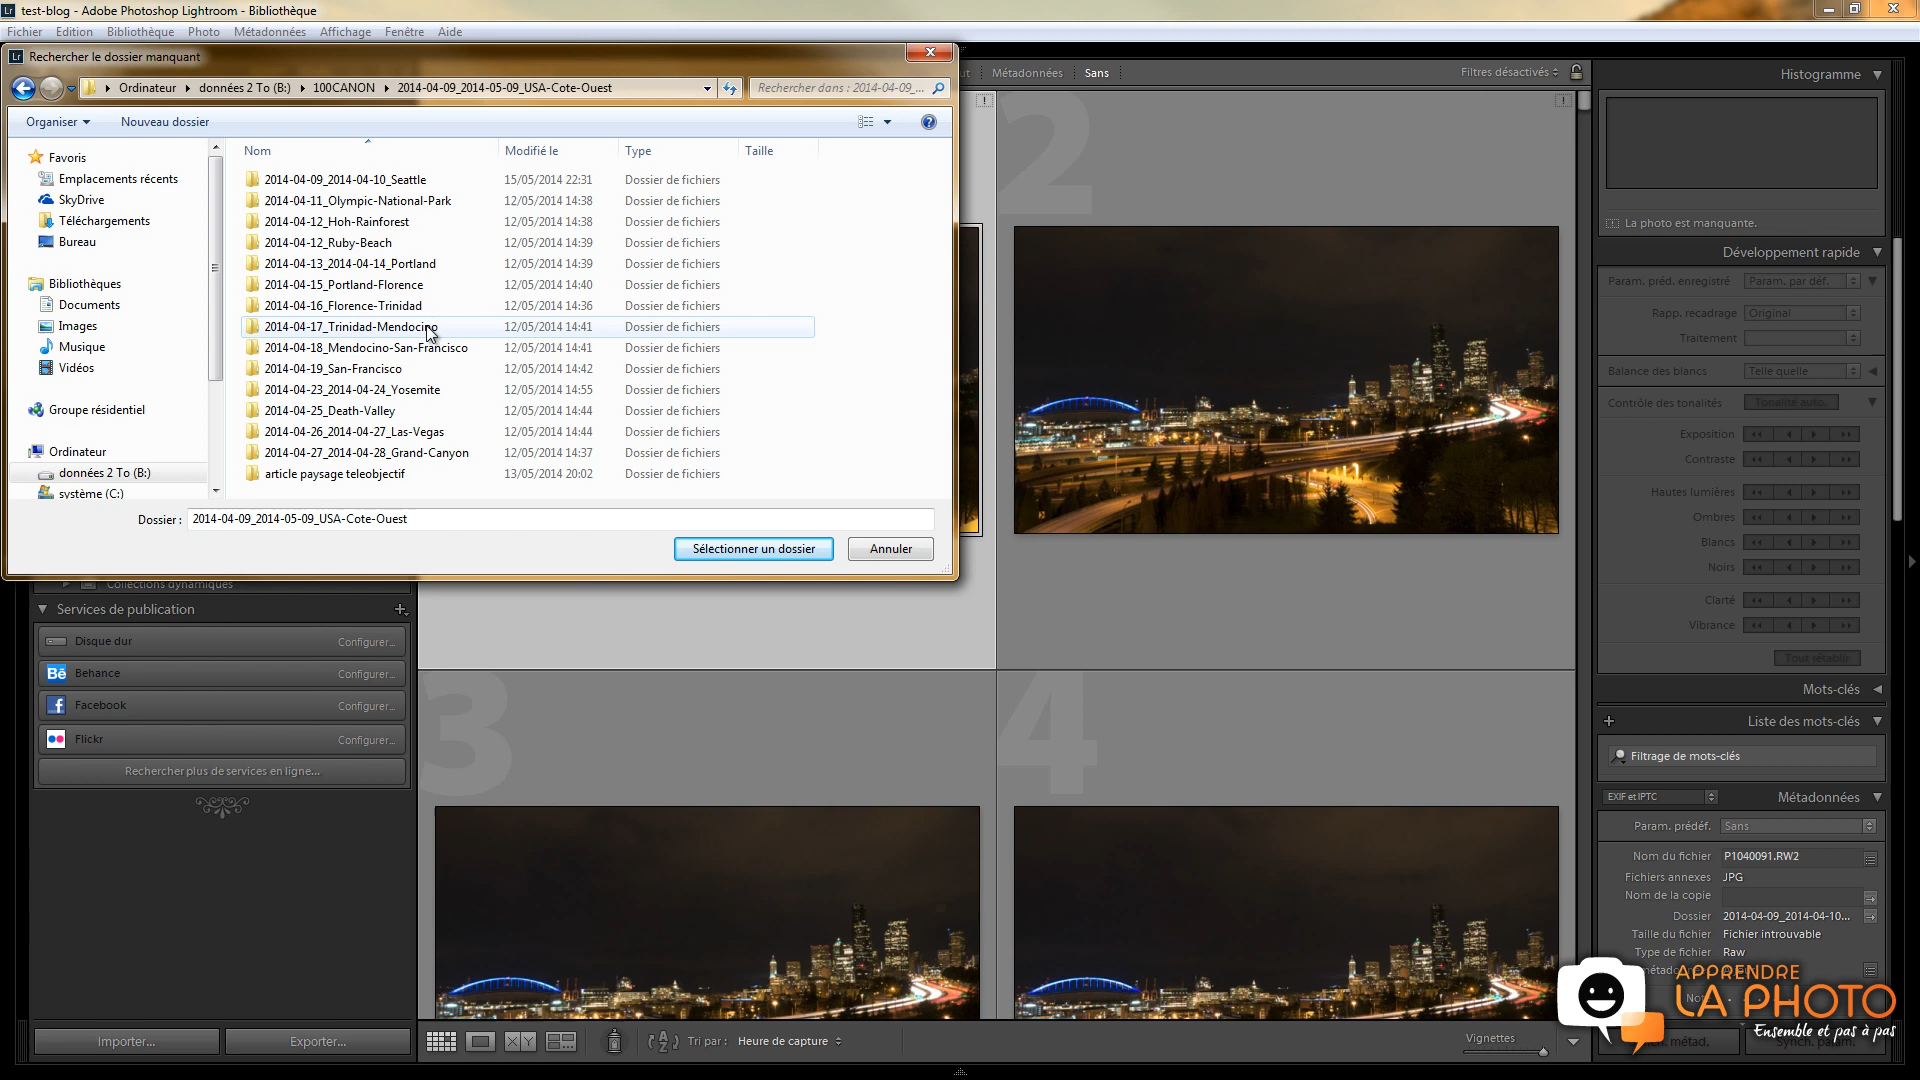 test-blog - Adobe Photoshop Lightroom - Bibliothèque
Fichier Edition Bibliothèque Photo Métadonnées Affichage Fenêtre Aide
Rechercher le dossier manquant
Ordinateur données 2 To (B:) 100CANON 2014-04-09_2014-05-09_USA-Cote-Ouest
Rechercher dans : 2014-04-09_...
Organiser Nouveau dossier
Favoris
Emplacements récents
SkyDrive
Téléchargements
Bureau
Bibliothèques
Documents
Images
Musique
Vidéos
Groupe résidentiel
Ordinateur
données 2 To (B:)
système (C:)
Nom Modifié le Type Taille
2014-04-09_2014-04-10_Seattle 15/05/2014 22:31 Dossier de fichiers
2014-04-11_Olympic-National-Park 12/05/2014 14:38 Dossier de fichiers
2014-04-12_Hoh-Rainforest 12/05/2014 14:38 Dossier de fichiers
2014-04-12_Ruby-Beach 12/05/2014 14:39 Dossier de fichiers
2014-04-13_2014-04-14_Portland 12/05/2014 14:39 Dossier de fichiers
2014-04-15_Portland-Florence 12/05/2014 14:40 Dossier de fichiers
2014-04-16_Florence-Trinidad 12/05/2014 14:36 Dossier de fichiers
2014-04-17_Trinidad-Mendocino 12/05/2014 14:41 Dossier de fichiers
2014-04-18_Mendocino-San-Francisco 12/05/2014 14:41 Dossier de fichiers
2014-04-19_San-Francisco 12/05/2014 14:42 Dossier de fichiers
2014-04-23_2014-04-24_Yosemite 12/05/2014 14:55 Dossier de fichiers
2014-04-25_Death-Valley 12/05/2014 14:44 Dossier de fichiers
2014-04-26_2014-04-27_Las-Vegas 12/05/2014 14:44 Dossier de fichiers
2014-04-27_2014-04-28_Grand-Canyon 12/05/2014 14:37 Dossier de fichiers
article paysage teleobjectif 13/05/2014 20:02 Dossier de fichiers
Dossier : 2014-04-09_2014-05-09_USA-Cote-Ouest
Sélectionner un dossier Annuler
Collections dynamiques
Services de publication
Disque dur Configurer...
Bē Behance Configurer...
f Facebook Configurer...
Flickr Configurer...
Rechercher plus de services en ligne...
Importer... Exporter...
Métadonnées Sans Filtres désactivés
2
3
4
XY
AZ Tri par : Heure de capture
Vignettes
Histogramme
La photo est manquante.
Développement rapide
Param. préd. enregistré Param. par déf.
Rapp. recadrage Original
Traitement
Balance des blancs Telle quelle
Contrôle des tonalités Tonalité auto.
Exposition
Contraste
Hautes lumières
Ombres
Blancs
Noirs
Clarté
Vibrance
Tout rétablir
Mots-clés
Liste des mots-clés
Filtrage de mots-clés
EXIF et IPTC Métadonnées
Param. prédéf. Sans
Nom du fichier P1040091.RW2
Fichiers annexes JPG
Nom de la copie
Dossier 2014-04-09_2014-04-10...
Taille du fichier Fichier introuvable
Type de fichier Raw
APPRENDRE
LA PHOTO
Ensemble et pas à pas
Synch. param.